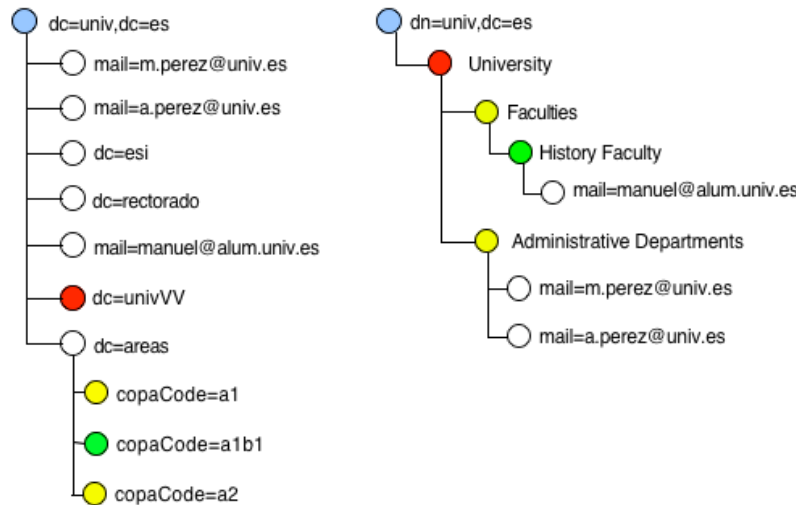 dc=univ,dc=es
mail=m.perez@univ.es
mail=a.perez@univ.es
dc=esi
dc=rectorado
mail=manuel@alum.univ.es
dc=univVV
dc=areas
copaCode=a1
copaCode=a1b1
copaCode=a2
dn=univ,dc=es
University
Faculties
History Faculty
mail=manuel@alum.univ.es
Administrative Departments
mail=m.perez@univ.es
mail=a.perez@univ.es